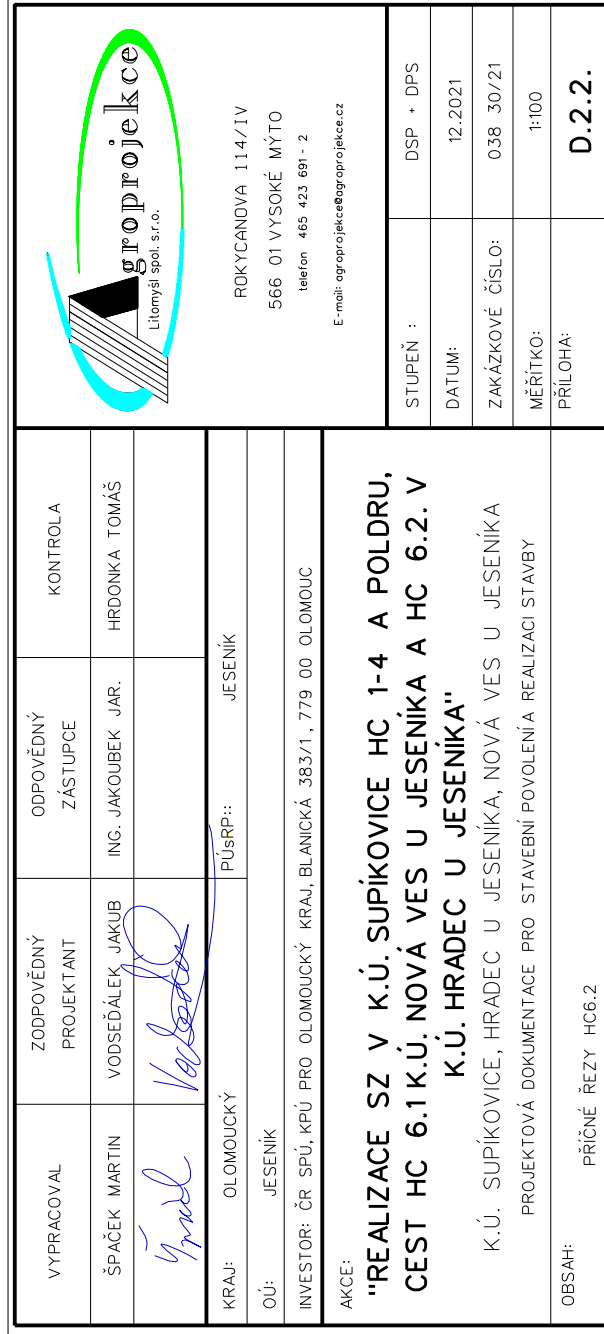 VYPRACOVAL
ZODPOVĚDNÝ PROJEKTANT
ODPOVĚDNÝ ZÁSTUPCE
KONTROLA
ŠPAČEK MARTIN
VODSEĎÁLEK JAKUB
ING. JAKOUBEK JAR.
HRDONKA TOMÁŠ
KRAJ: OLOMOUCKÝ
PÚsRP:: JESENÍK
OÚ: JESENÍK
INVESTOR: ČR SPÚ, KPÚ PRO OLOMOUCKÝ KRAJ, BLANICKÁ 383/1, 779 00 OLOMOUC
groprojekce
Litomyšl spol. s.r.o.
ROKYCANOVA 114/IV
566 01 VYSOKÉ MÝTO
telefon 465 423 691 - 2
E-mail: agroprojekce@agroprojekce.cz
AKCE:
"REALIZACE SZ V K.Ú. SUPÍKOVICE HC 1-4 A POLDRU,
CEST HC 6.1 K.Ú. NOVÁ VES U JESENÍKA A HC 6.2. V
K.Ú. HRADEC U JESENÍKA"
K.Ú. SUPÍKOVICE, HRADEC U JESENÍKA, NOVÁ VES U JESENÍKA
PROJEKTOVÁ DOKUMENTACE PRO STAVEBNÍ POVOLENÍ A REALIZACI STAVBY
STUPEŇ : DSP + DPS
DATUM: 12.2021
ZAKÁZKOVÉ ČÍSLO: 038 30/21
MĚŘÍTKO: 1:100
OBSAH:
PŘÍČNÉ ŘEZY HC6.2
PŘÍLOHA:
D.2.2.